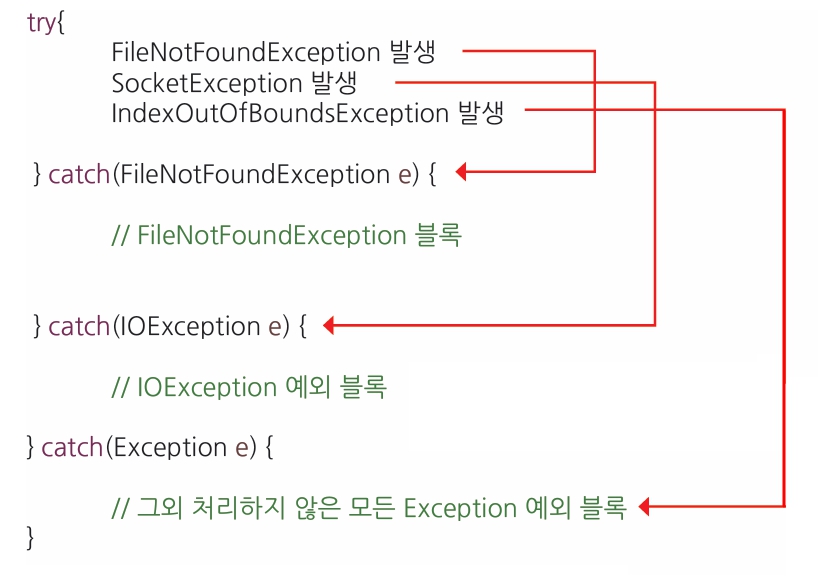 try{
FileNotFoundException 발생
SocketException 발생
IndexOutOfBoundsException 발생
} catch(FileNotFoundException e) {
// FileNotFoundException 블록
} catch(IOException e) {
// IOException 예외 블록
} catch(Exception e) {
// 그외 처리하지 않은 모든 Exception 예외 블록
}